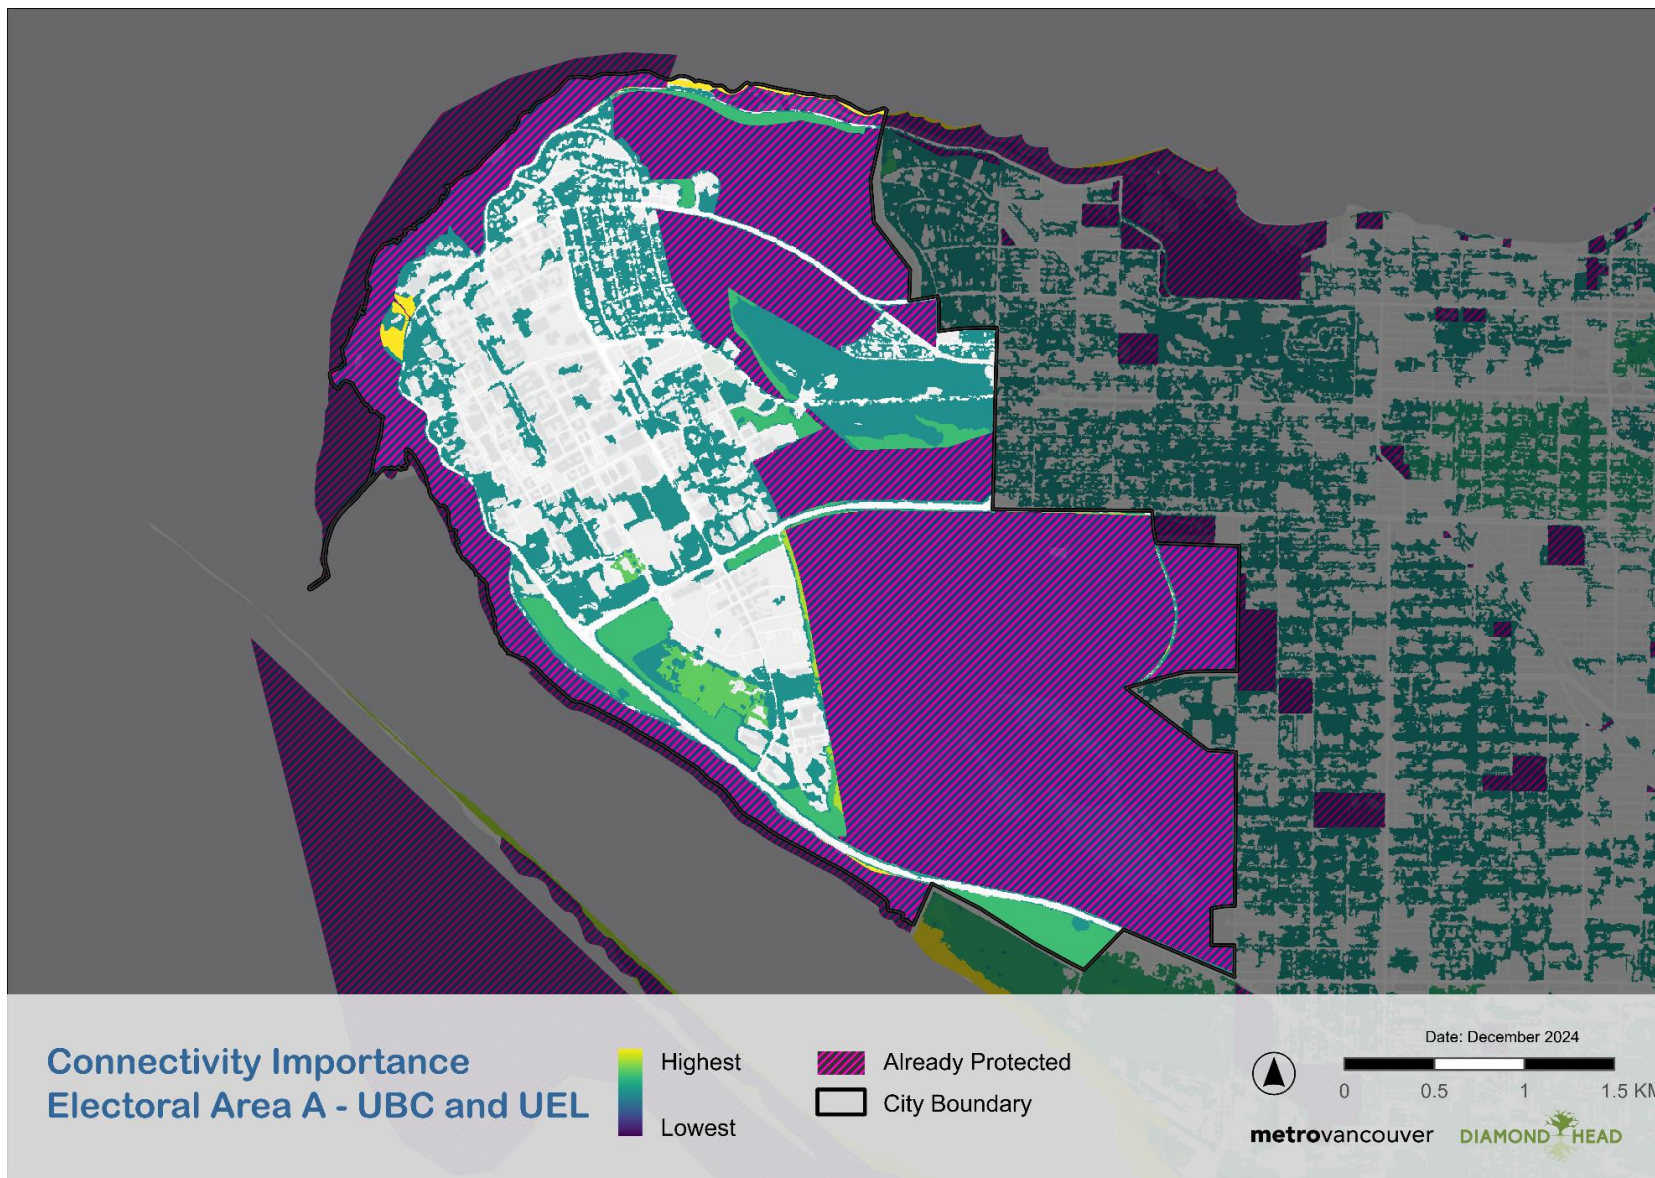 Connectivity Importance
Electoral Area A - UBC and UEL
Highest
Lowest
Already Protected
City Boundary
Date: December 2024
0 0.5 1 1.5 KM
metrovancouver
DIAMOND HEAD